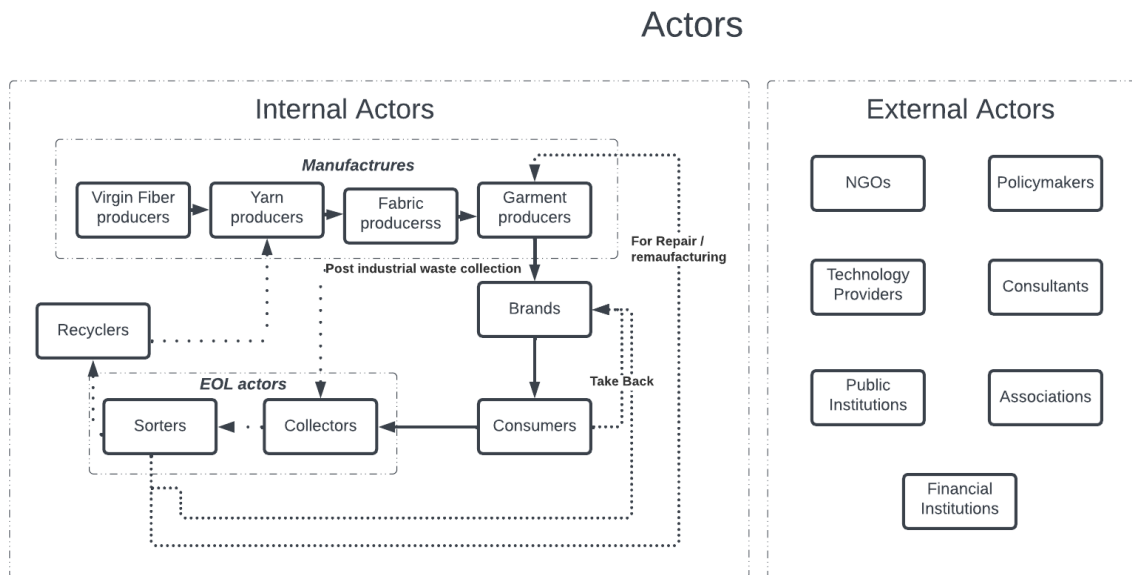 Actors
Internal Actors
Manufactrures
Virgin Fiber
producers
Yarn
producers
Fabric
producerss
Garment
producers
For Repair /
remaufacturing
Post industrial waste collection
Brands
Recyclers
Take Back
EOL actors
Sorters
Collectors
Consumers
External Actors
NGOs
Policymakers
Technology
Providers
Consultants
Public
Institutions
Associations
Financial
Institutions